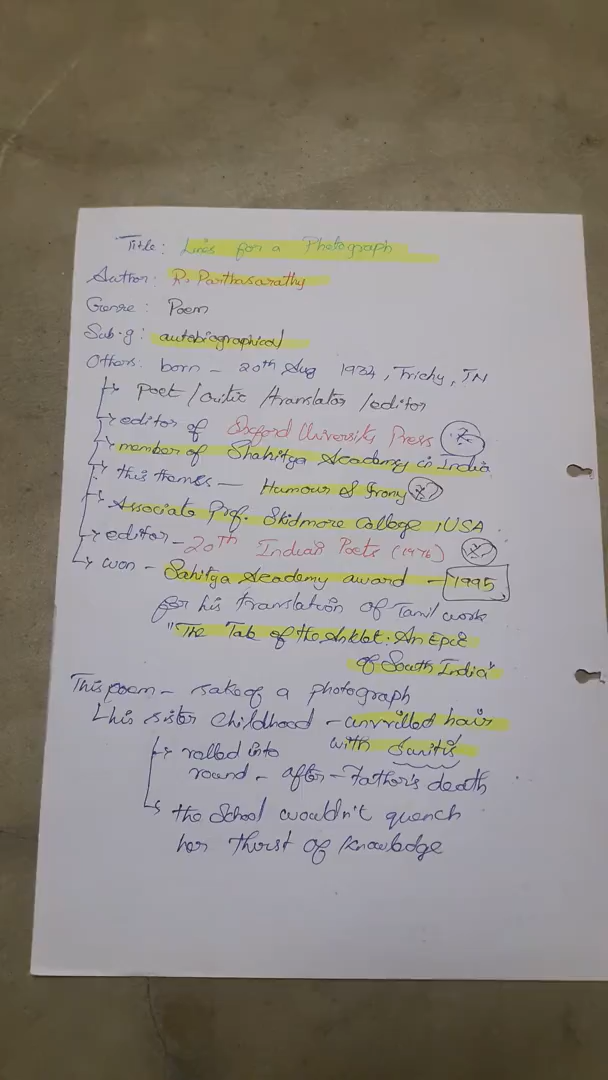 Title: Lines for a Photograph
Author: R. Parthasarathy
Genre: Poem
Sub-g: autobiographical
Others: born - 20th Aug 1934, Trichy, TN
poet/critic/translator/editor
editor of Oxford University Press
member of Shahitya Academy in India
this themes - Humour & Irony
Associate Prof. Skidmore College, USA
editor - 20th Indian Poets (1976)
won - Sahitya Academy award - 1995
for his translation of Tamil work
"The Tale of the Anklet: An Epic
of South India"
This poem - sake of a photograph
his sister childhood - hair
with
rolled into
round - after - Father's death
the School wouldn't quench
her thirst of knowledge